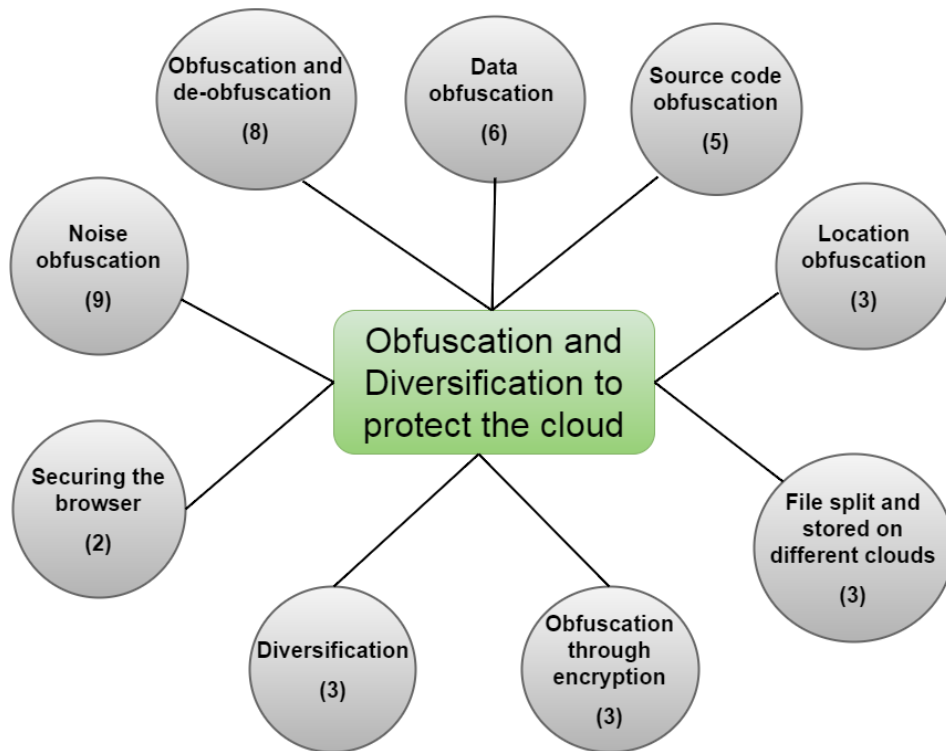 Obfuscation and
de-obfuscation
(8)
Data
obfuscation
(6)
Source code
obfuscation
(5)
Noise
obfuscation
(9)
Location
obfuscation
(3)
Obfuscation and
Diversification to
protect the cloud
Securing the
browser
(2)
File split and
stored on
different clouds
(3)
Diversification
(3)
Obfuscation
through
encryption
(3)